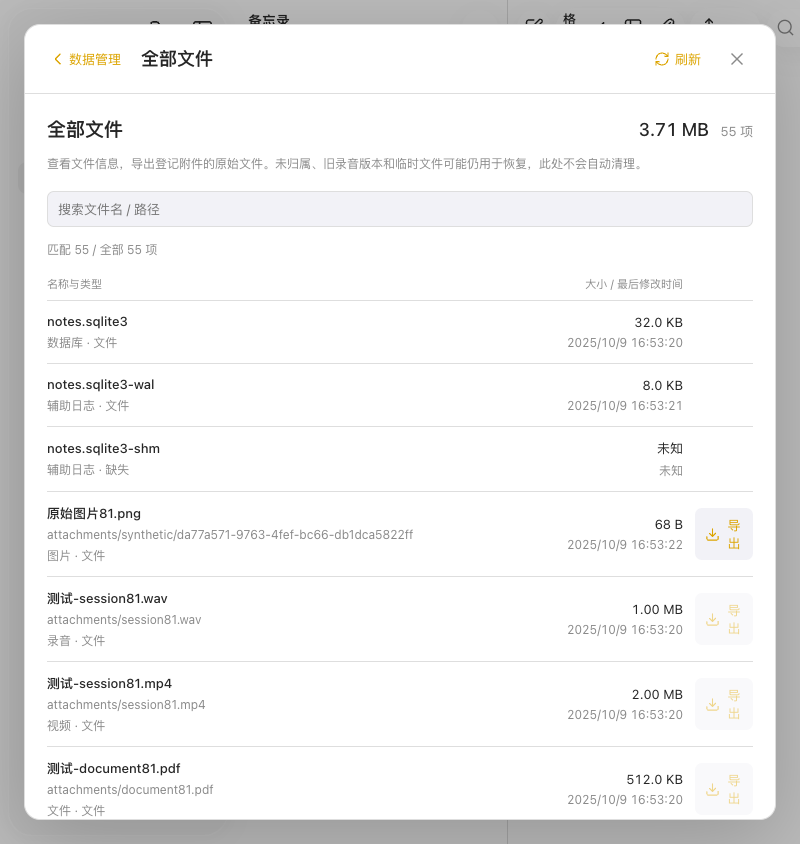 备忘录
格
数据管理
全部文件
刷新
全部文件
3.71 MB 55 项
查看文件信息，导出登记附件的原始文件。未归属、旧录音版本和临时文件可能仍用于恢复，此处不会自动清理。
搜索文件名 / 路径
匹配 55 / 全部 55 项
名称与类型
大小 / 最后修改时间
notes.sqlite3
32.0 KB
数据库 · 文件
2025/10/9 16:53:20
notes.sqlite3-wal
8.0 KB
辅助日志 · 文件
2025/10/9 16:53:21
notes.sqlite3-shm
未知
辅助日志 · 缺失
未知
原始图片81.png
attachments/synthetic/da77a571-9763-4fef-bc66-db1dca5822ff
图片 · 文件
68 B
2025/10/9 16:53:22
导
出
测试-session81.wav
attachments/session81.wav
录音 · 文件
1.00 MB
2025/10/9 16:53:20
导
出
测试-session81.mp4
attachments/session81.mp4
视频 · 文件
2.00 MB
2025/10/9 16:53:20
导
出
测试-document81.pdf
attachments/document81.pdf
文件 · 文件
512.0 KB
2025/10/9 16:53:20
导
出